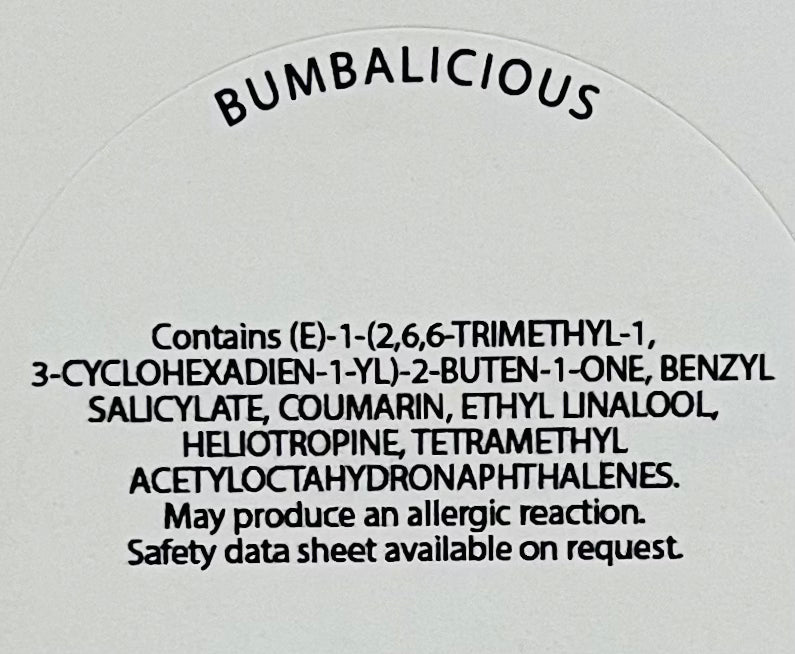 BUMBALICIOUS
Contains (E)-1-(2,6,6-TRIMETHYL-1,
3-CYCLOHEXADIEN-1-YL)-2-BUTEN-1-ONE, BENZYL
SALICYLATE, COUMARIN, ETHYL LINALOOL,
HELIOTROPINE, TETRAMETHYL
ACETYLOCTAHYDRONAPHTHALENES.
May produce an allergic reaction.
Safety data sheet available on request.